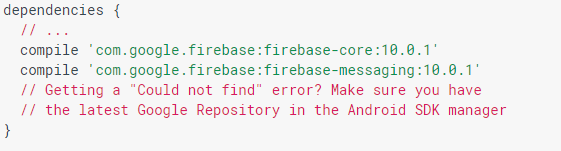 dependencies {
// ...
compile 'com.google.firebase:firebase-core:10.0.1'
compile 'com.google.firebase:firebase-messaging:10.0.1'
// Getting a "Could not find" error? Make sure you have
// the latest Google Repository in the Android SDK manager
}